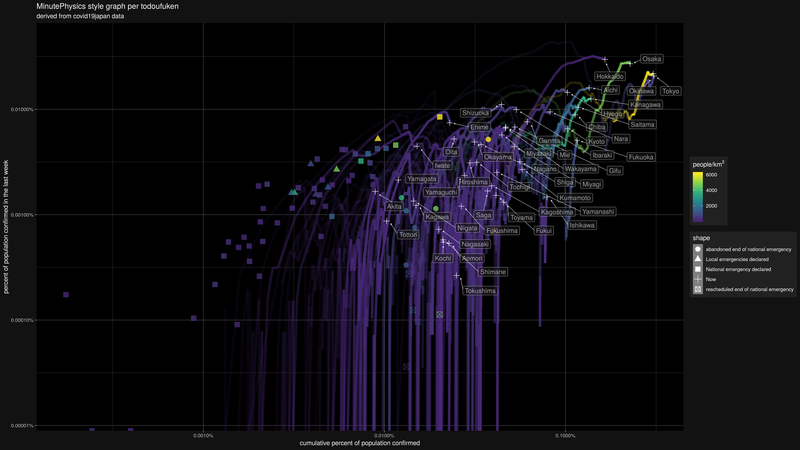 MinutePhysics style graph per todoufuken
derived from covid19japan data
percent of population confirmed in the last week
0.01000%
0.00100%
0.00010%
0.00001%
0.0010%
0.0100%
0.1000%
cumulative percent of population confirmed
Osaka
Hokkaido
Aichi
Okinawa
Tokyo
Kanagawa
Hyogo
Shizuoka
Saitama
Chiba
Ehime
Nara
Kyoto
Gunma
Oita
Miyazaki
Mie
Ibaraki
Fukuoka
Okayama
Iwate
Nagano
Wakayama
Gifu
Yamagata
Hiroshima
Tochigi
Shiga
Miyagi
Yamaguchi
Kumamoto
Akita
Kagawa
Saga
Toyama
Kagoshima
Yamanashi
Tottori
Niigata
Fukushima
Fukui
Ishikawa
Nagasaki
Kochi
Aomori
Shimane
Tokushima
people/km²
6000
4000
2000
shape
abandoned end of national emergency
Local emergencies declared
National emergency declared
Now
rescheduled end of national emergency